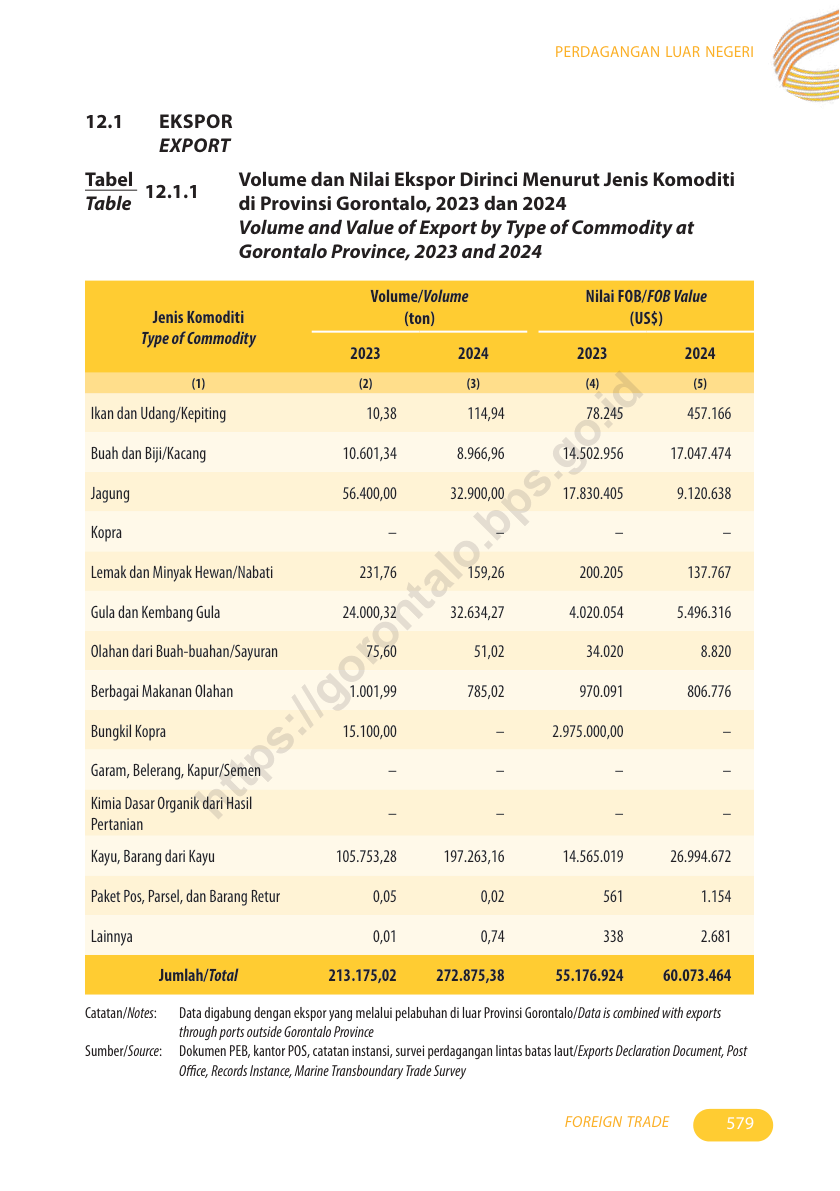 PERDAGANGAN LUAR NEGERI
12.1 EKSPOR
EXPORT
Tabel
Table
12.1.1
Volume dan Nilai Ekspor Dirinci Menurut Jenis Komoditi
di Provinsi Gorontalo, 2023 dan 2024
Volume and Value of Export by Type of Commodity at
Gorontalo Province, 2023 and 2024
Jenis Komoditi
Type of Commodity
Volume/Volume
(ton)
Nilai FOB/FOB Value
(US$)
2023 2024 2023 2024
(1) (2) (3) (4) (5)
Ikan dan Udang/Kepiting 10,38 114,94 78.245 457.166
Buah dan Biji/Kacang 10.601,34 8.966,96 14.502.956 17.047.474
Jagung 56.400,00 32.900,00 17.830.405 9.120.638
Kopra – – – –
Lemak dan Minyak Hewan/Nabati 231,76 159,26 200.205 137.767
Gula dan Kembang Gula 24.000,32 32.634,27 4.020.054 5.496.316
Olahan dari Buah-buahan/Sayuran 75,60 51,02 34.020 8.820
Berbagai Makanan Olahan 1.001,99 785,02 970.091 806.776
Bungkil Kopra 15.100,00 – 2.975.000,00 –
Garam, Belerang, Kapur/Semen – – – –
Kimia Dasar Organik dari Hasil
Pertanian – – – –
Kayu, Barang dari Kayu 105.753,28 197.263,16 14.565.019 26.994.672
Paket Pos, Parsel, dan Barang Retur 0,05 0,02 561 1.154
Lainnya 0,01 0,74 338 2.681
Jumlah/Total 213.175,02 272.875,38 55.176.924 60.073.464
https://gorontalo.bps.go.id
Catatan/Notes: Data digabung dengan ekspor yang melalui pelabuhan di luar Provinsi Gorontalo/Data is combined with exports
through ports outside Gorontalo Province
Sumber/Source: Dokumen PEB, kantor POS, catatan instansi, survei perdagangan lintas batas laut/Exports Declaration Document, Post
Office, Records Instance, Marine Transboundary Trade Survey
FOREIGN TRADE 579